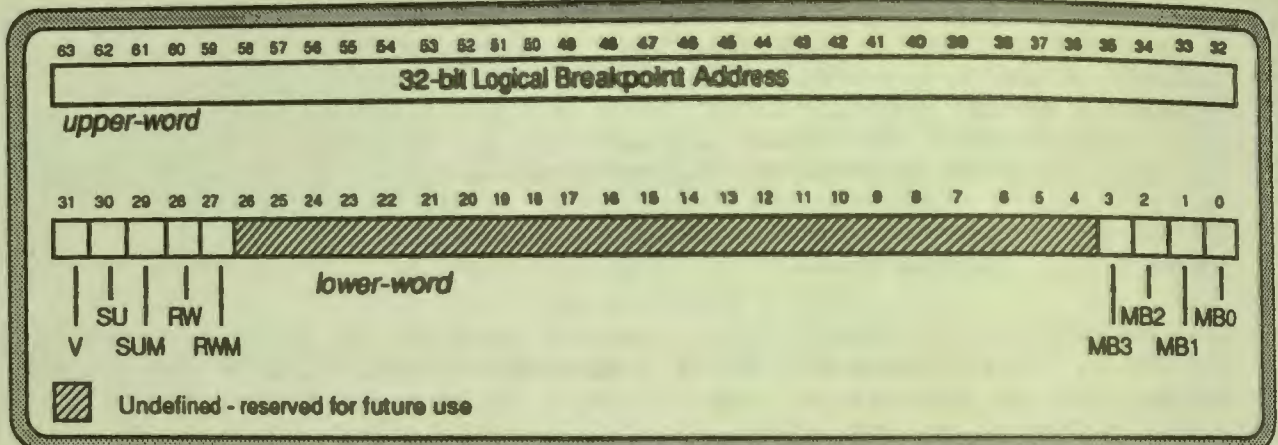 63 62 61 60 59 58 57 56 55 54 53 52 51 50 49 48 47 46 45 44 43 42 41 40 39 38 37 36 35 34 33 32
32-bit Logical Breakpoint Address
upper-word
31 30 29 28 27 26 25 24 23 22 21 20 19 18 17 16 15 14 13 12 11 10 9 8 7 6 5 4 3 2 1 0
lower-word
SU RW MB2 MB0
V SUM RWM MB3 MB1
Undefined - reserved for future use